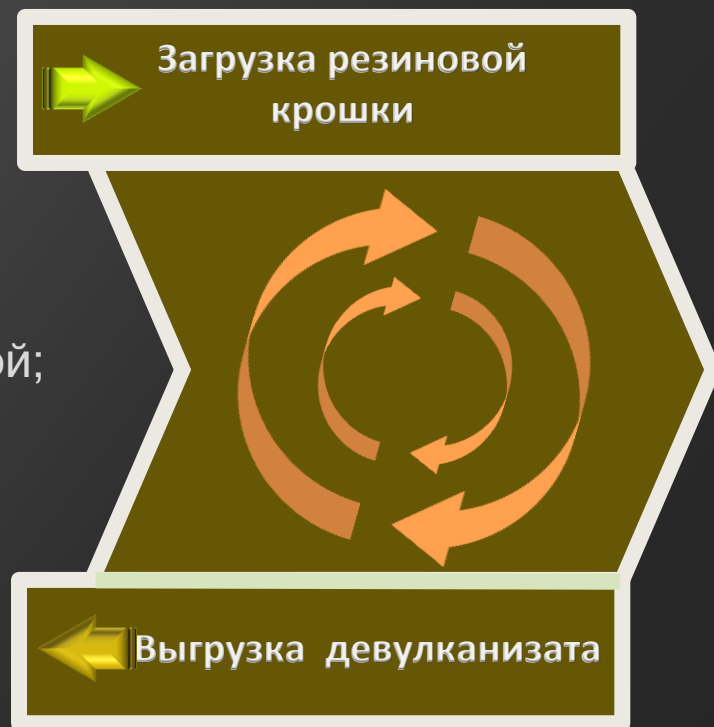 Загрузка резиновой
крошки
ой;
Выгрузка девулканизата